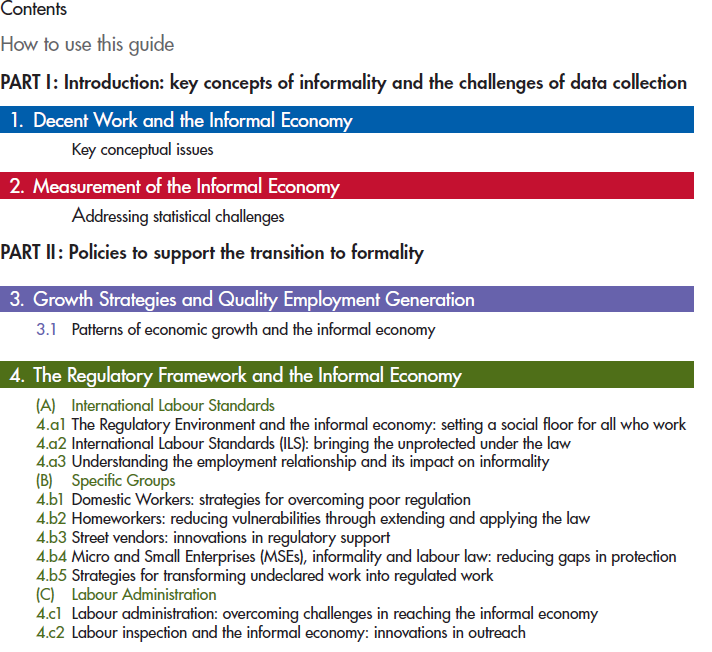 Contents
How to use this guide
PART I: Introduction: key concepts of informality and the challenges of data collection
1. Decent Work and the Informal Economy
Key conceptual issues
2. Measurement of the Informal Economy
Addressing statistical challenges
PART II: Policies to support the transition to formality
3. Growth Strategies and Quality Employment Generation
3.1 Patterns of economic growth and the informal economy
4. The Regulatory Framework and the Informal Economy
(A) International Labour Standards
4.a1 The Regulatory Environment and the informal economy: setting a social floor for all who work
4.a2 International Labour Standards (ILS): bringing the unprotected under the law
4.a3 Understanding the employment relationship and its impact on informality
(B) Specific Groups
4.b1 Domestic Workers: strategies for overcoming poor regulation
4.b2 Homeworkers: reducing vulnerabilities through extending and applying the law
4.b3 Street vendors: innovations in regulatory support
4.b4 Micro and Small Enterprises (MSEs), informality and labour law: reducing gaps in protection
4.b5 Strategies for transforming undeclared work into regulated work
(C) Labour Administration
4.c1 Labour administration: overcoming challenges in reaching the informal economy
4.c2 Labour inspection and the informal economy: innovations in outreach